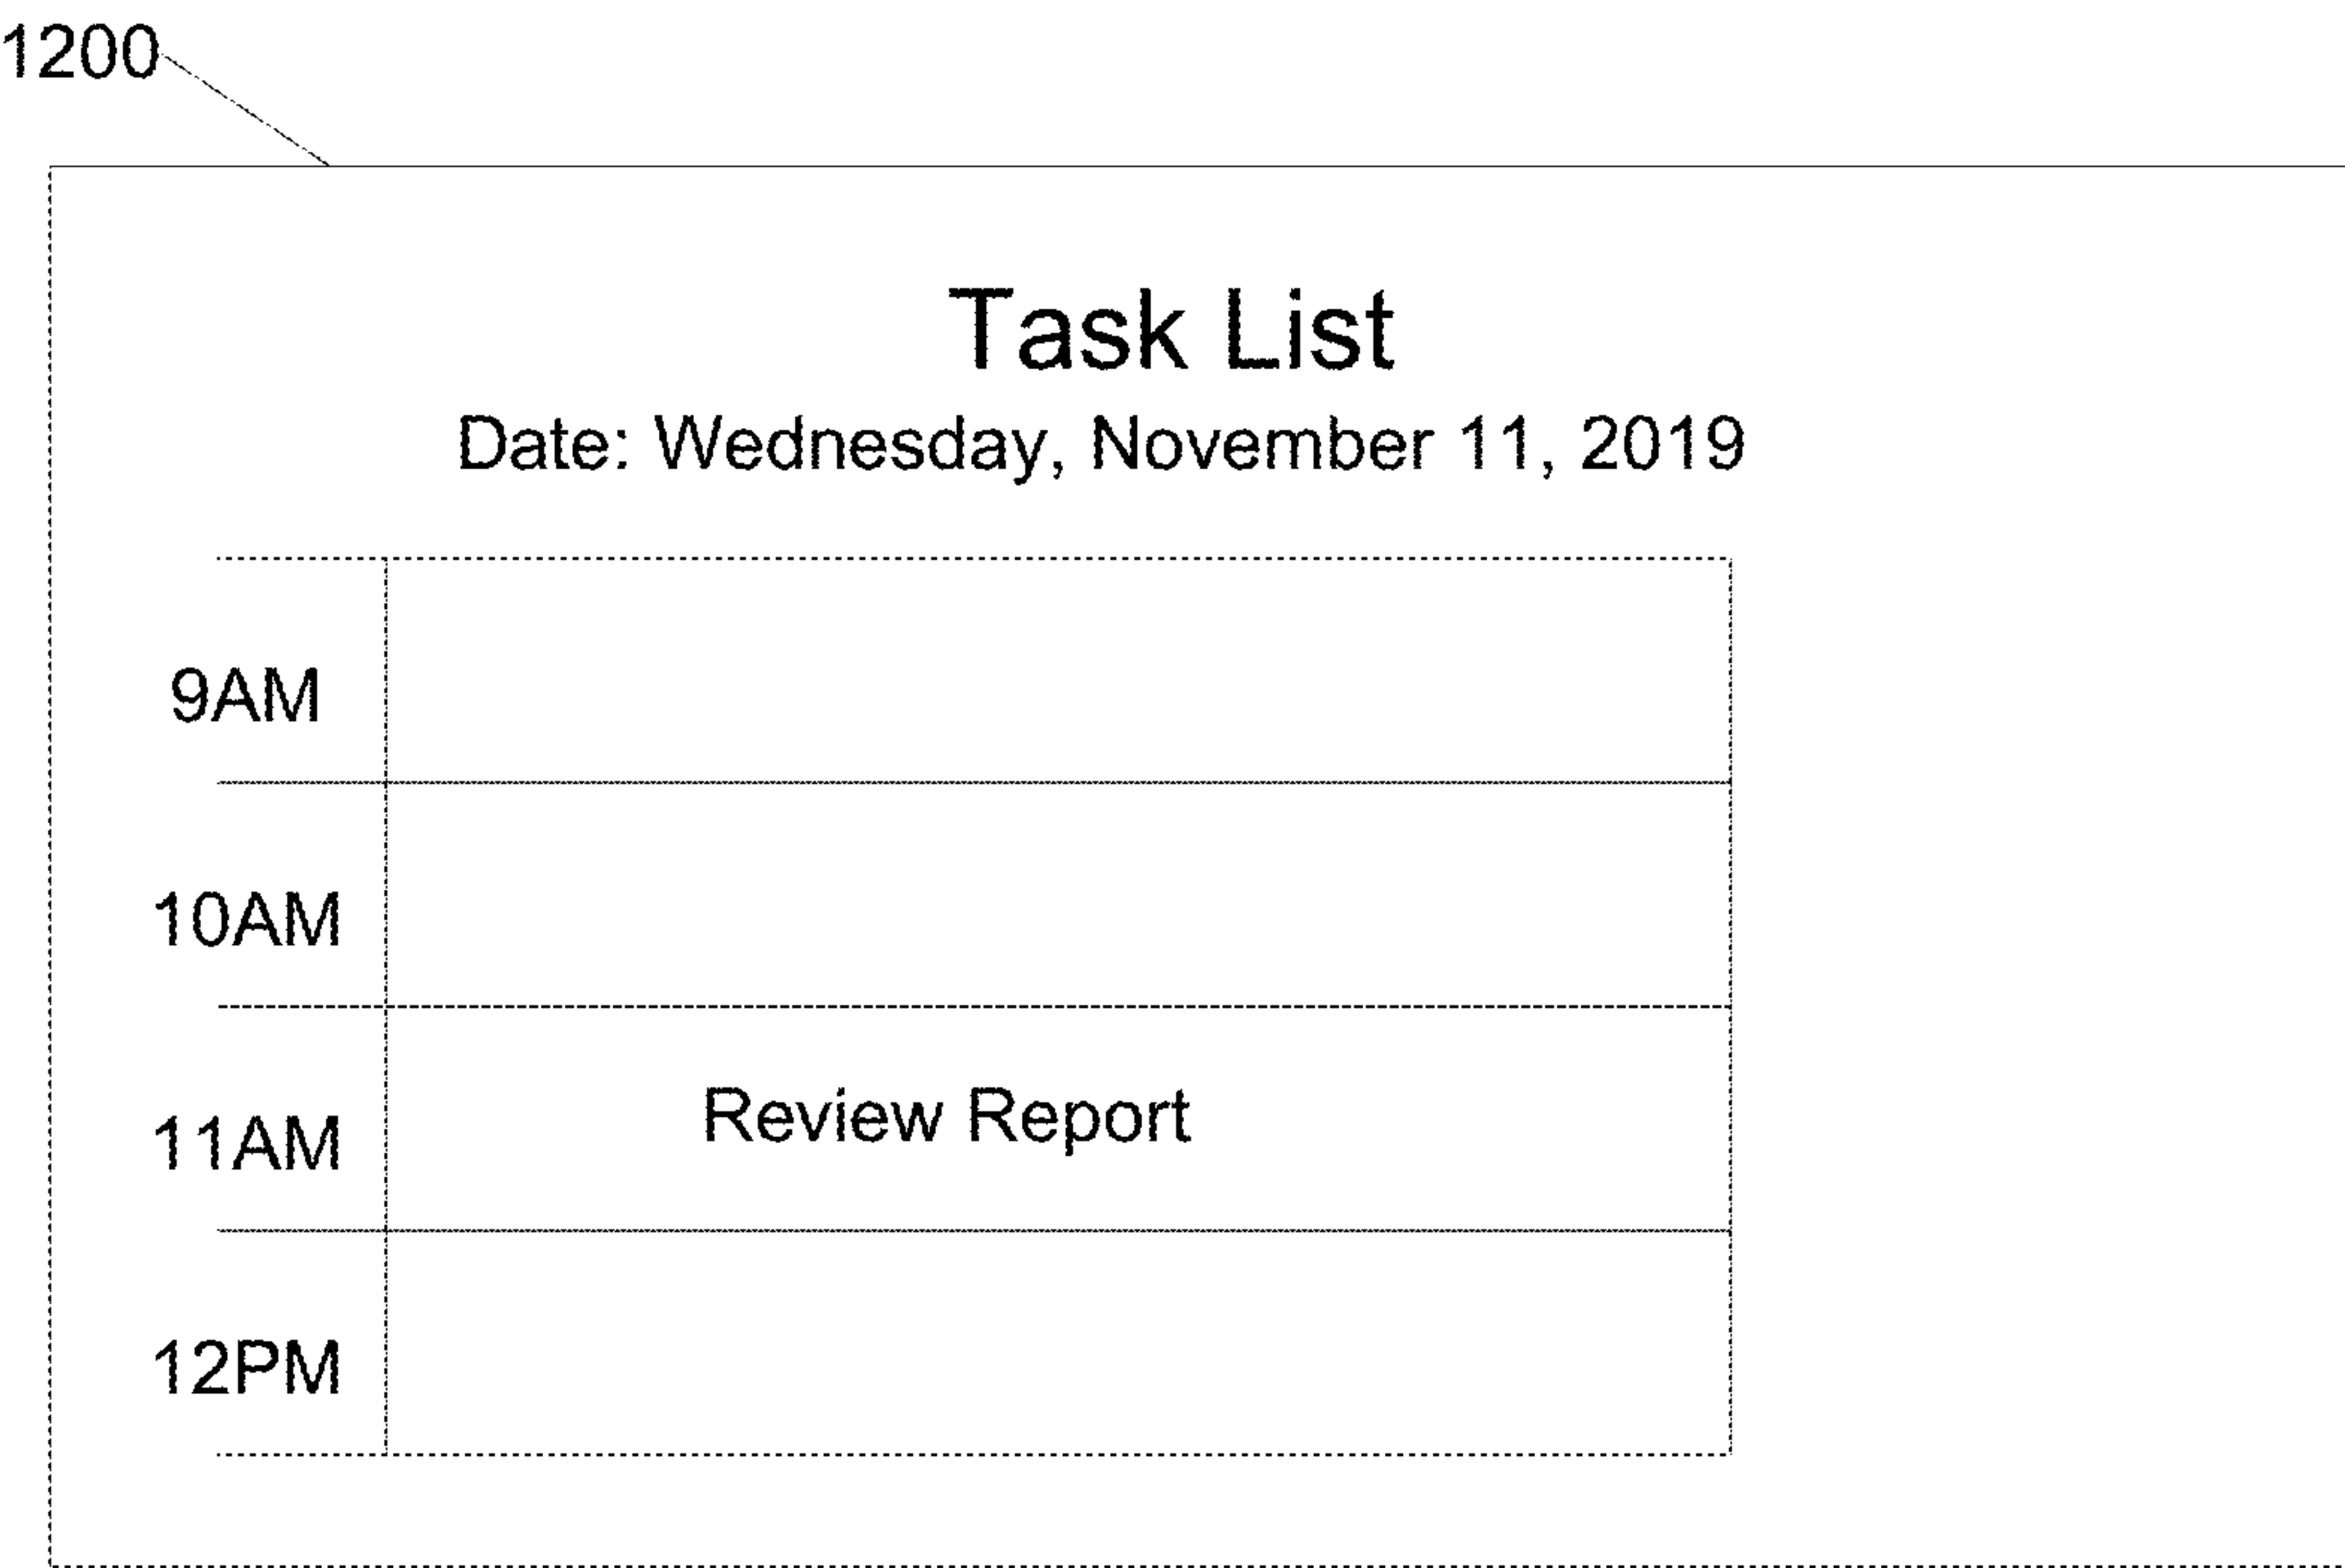 1200
Task List
Date: Wednesday, November 11, 2019
9AM
10AM
11AM Review Report
12PM